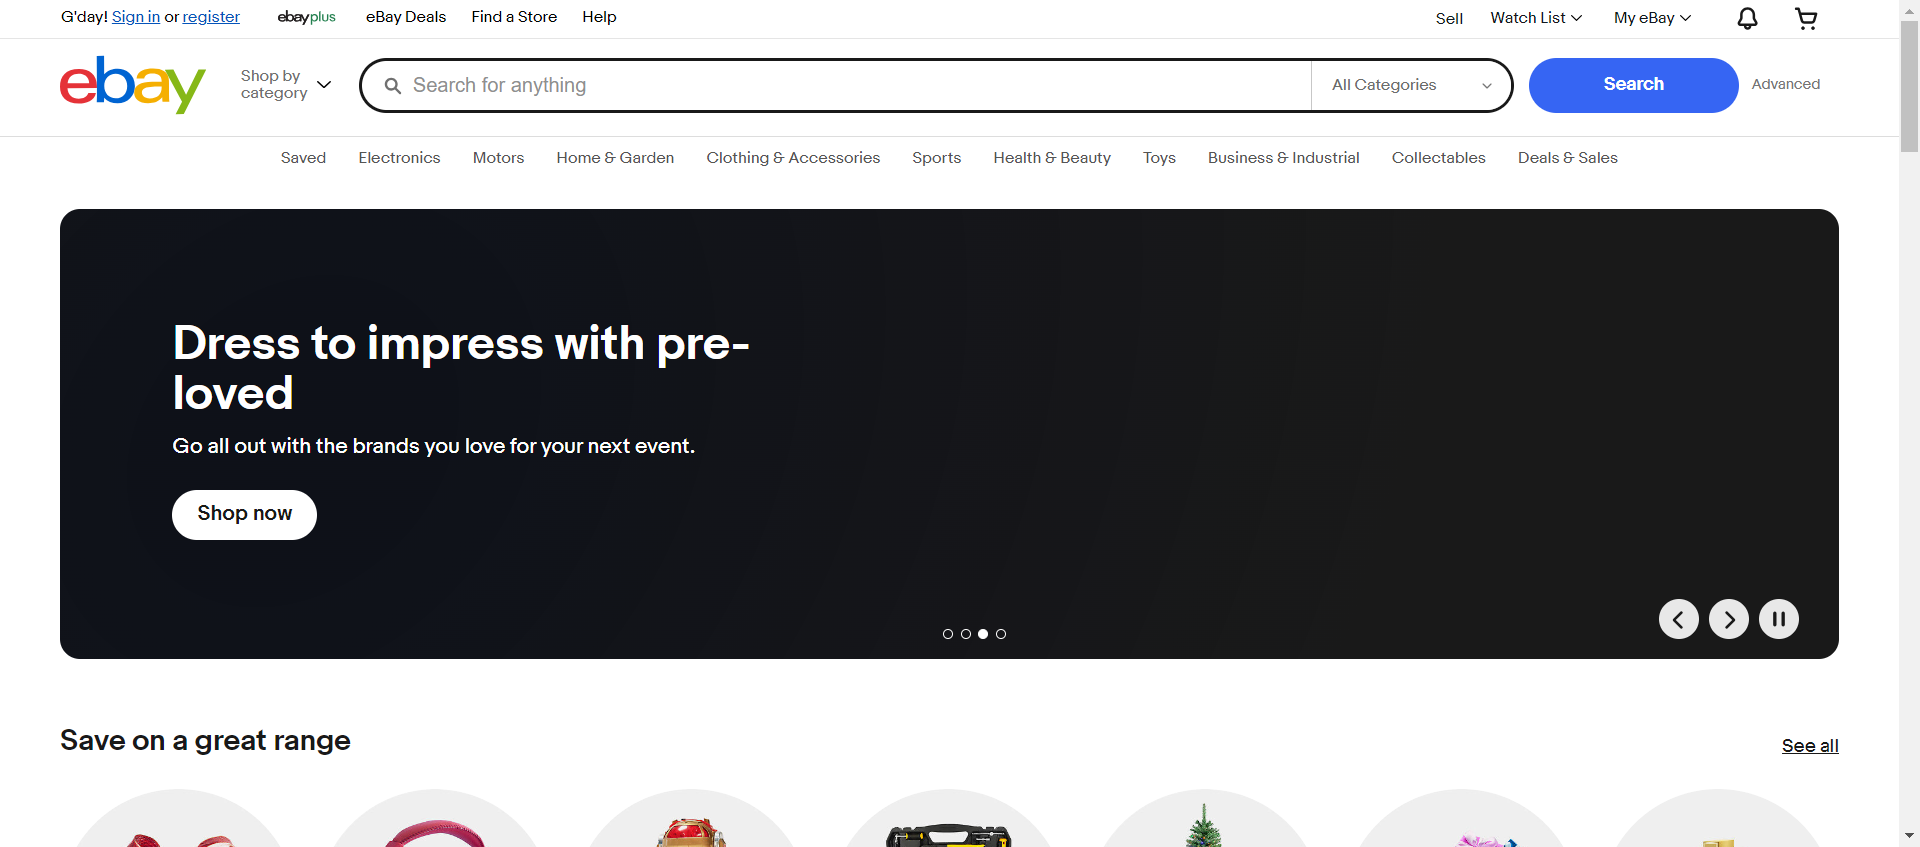 G'day! Sign in or register
ebayplus
eBay Deals
Find a Store
Help
Sell
Watch List
My eBay
ebay
Shop by
category
Search for anything
All Categories
Search
Advanced
Saved
Electronics
Motors
Home & Garden
Clothing & Accessories
Sports
Health & Beauty
Toys
Business & Industrial
Collectables
Deals & Sales
Dress to impress with pre-
loved
Go all out with the brands you love for your next event.
Shop now
Save on a great range
See all